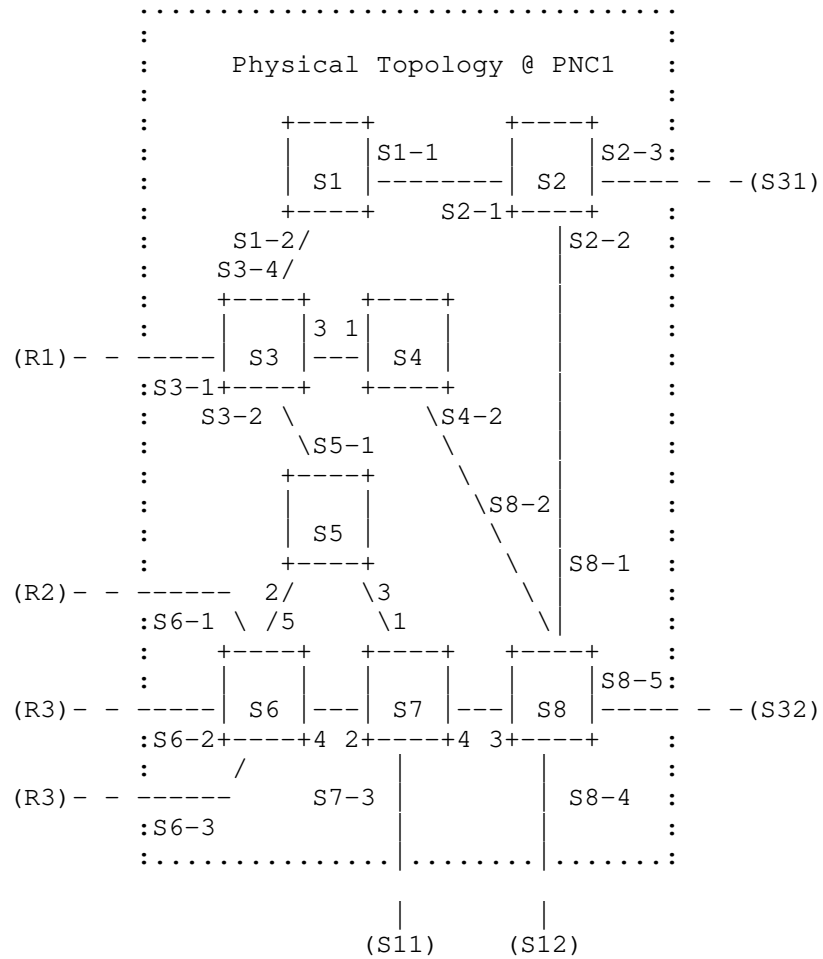 Physical Topology @ PNC1
S1-1 S2-3
S1 S2 (S31)
S2-1
S1-2 S2-2
S3-4
3 1
(R1) S3 S4
S3-1
S3-2 S4-2
S5-1
S8-2
S5
S8-1
(R2) 2 3
S6-1 5 1
S8-5
(R3) S6 S7 S8 (S32)
S6-2 4 2 4 3
(R3) S7-3 S8-4
S6-3
(S11) (S12)